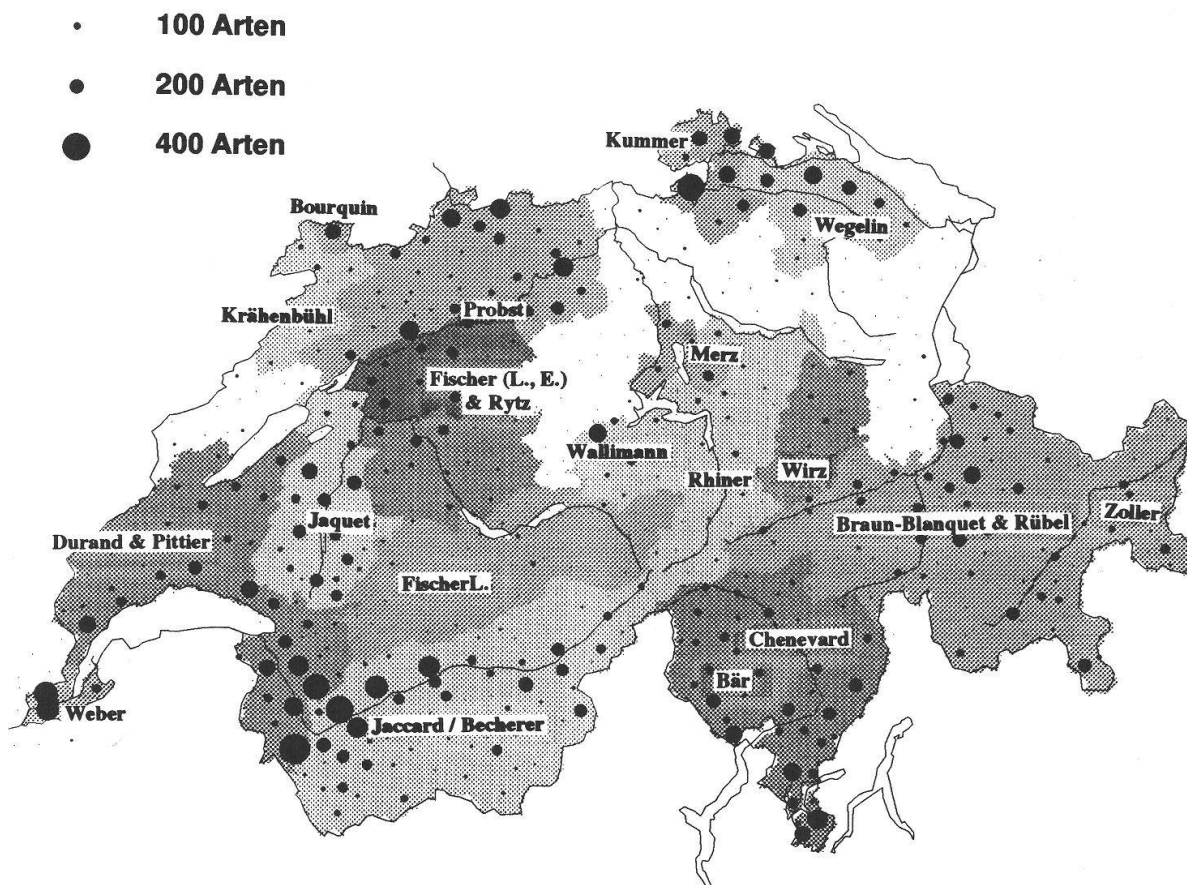 100 Arten
200 Arten
400 Arten
Kummer
Bourquin
Wegelin
Krähenbühl
Probst
Merz
Fischer (L., E.)
& Rytz
Wallimann
Wirz
Rhiner
Jaquet
Braun-Blanquet & Rübel
Zoller
Durand & Pittier
FischerL.
Chenevard
Bär
Weber
Jaccard / Becherer